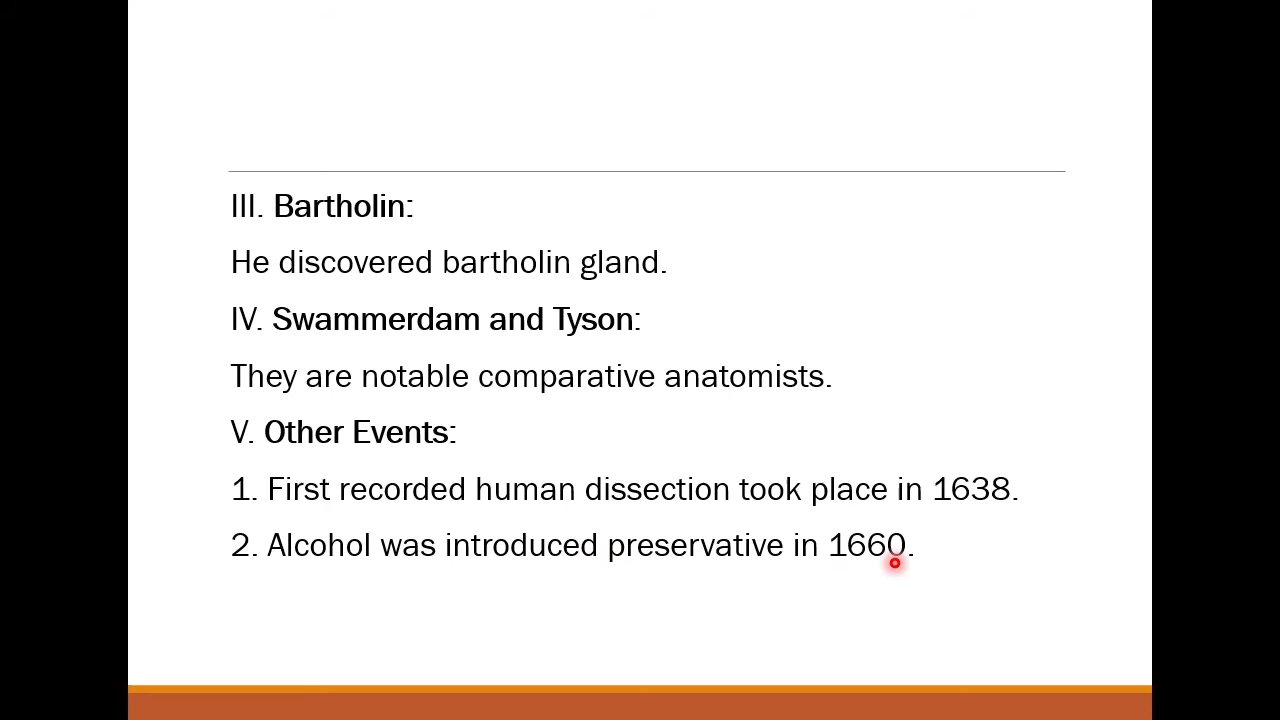 III. Bartholin:
He discovered bartholin gland.
IV. Swammerdam and Tyson:
They are notable comparative anatomists.
V. Other Events:
1. First recorded human dissection took place in 1638.
2. Alcohol was introduced preservative in 1660.